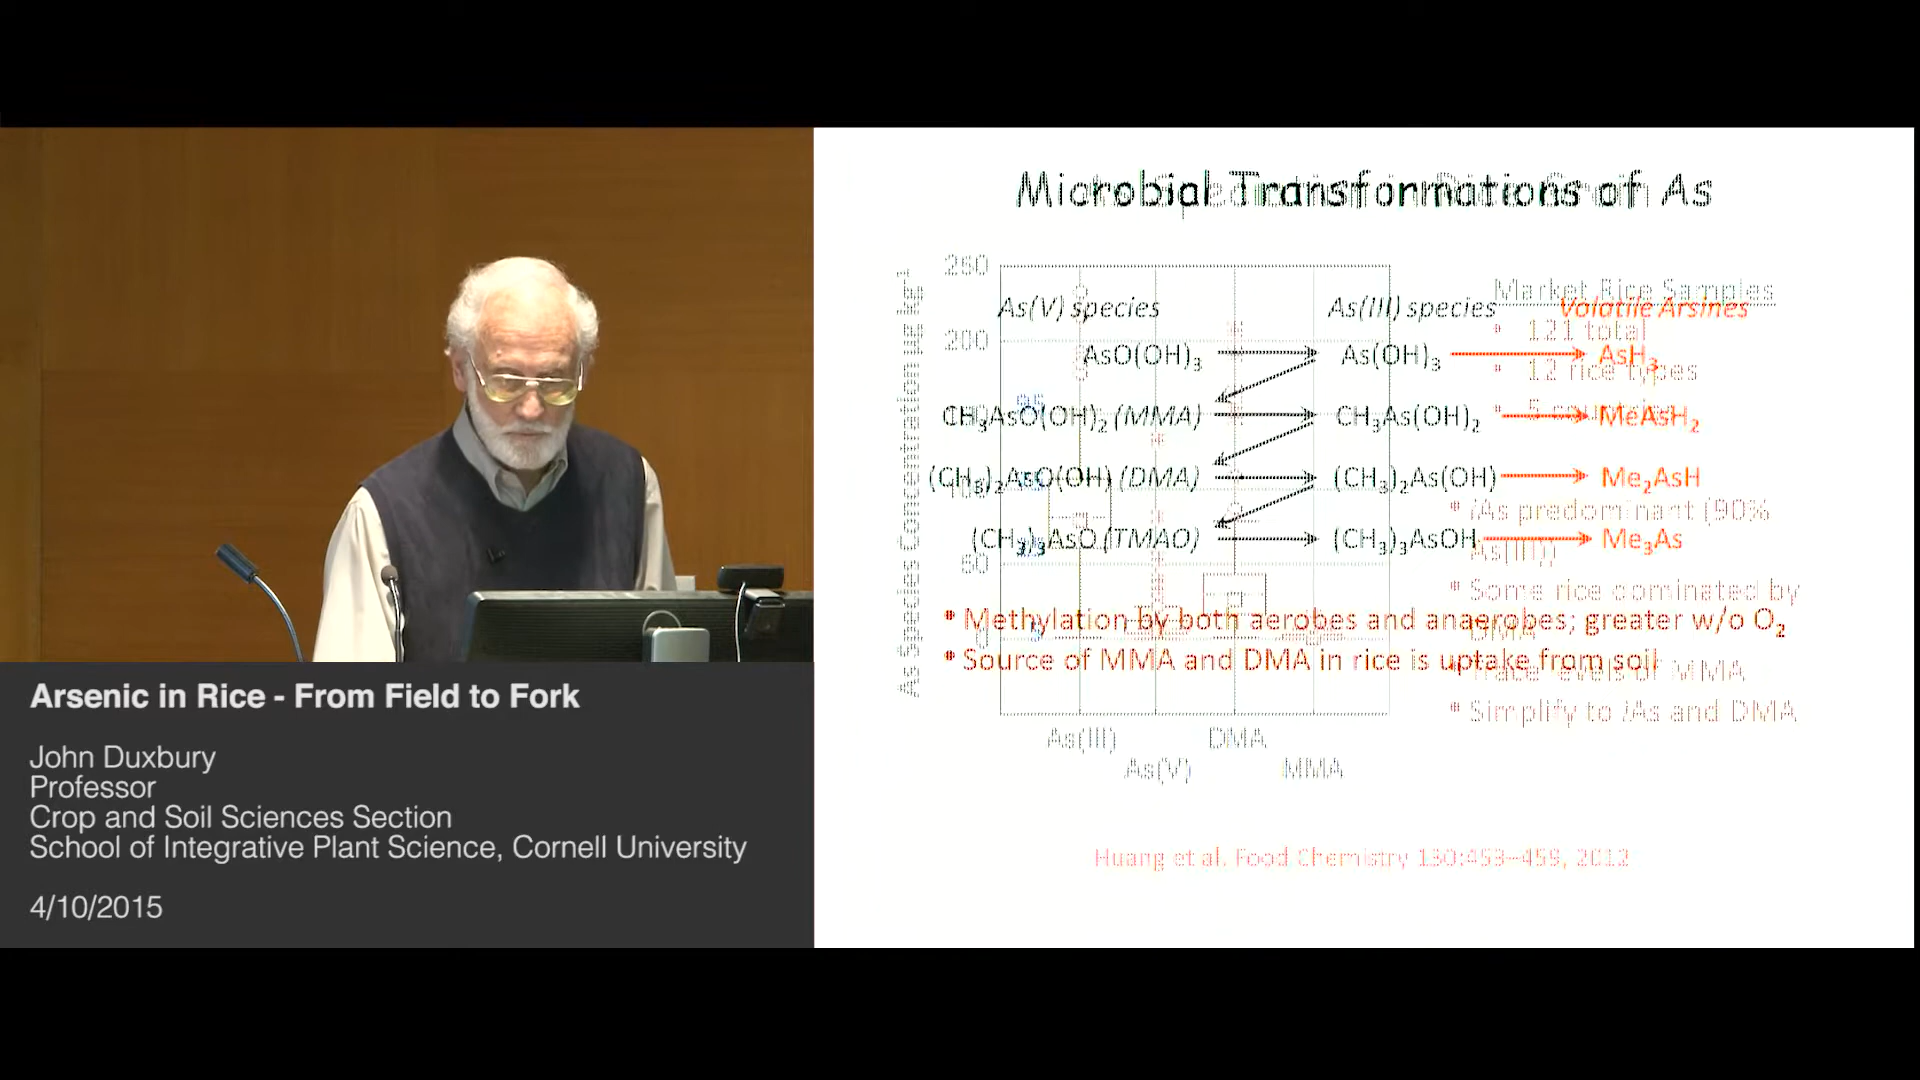 Microbial Transformations of As
250
As(V) species As(III) species Volatile Arsines
Market Rice Samples
200
• 121 total
AsO(OH)₃ As(OH)₃ AsH₃
• 12 rice types
CH₃AsO(OH)₂ (MMA) CH₃As(OH)₂ MeAsH₂
(CH₃)₂AsO(OH) (DMA) (CH₃)₂As(OH) Me₂AsH
• iAs predominant (90%
As(III))
(CH₃)₃AsO (TMAO) (CH₃)₃AsOH Me₃As
50
• Some rice dominated by
DMA
• Methylation by both aerobes and anaerobes; greater w/o O₂
• Source of MMA and DMA in rice is uptake from soil
• Trace levels of MMA
• Simplify to iAs and DMA
As Species Concentration, µg kg⁻¹
As(III) DMA
As(V) MMA
Huang et al. Food Chemistry 130:453–459, 2012
Arsenic in Rice - From Field to Fork
John Duxbury
Professor
Crop and Soil Sciences Section
School of Integrative Plant Science, Cornell University
4/10/2015